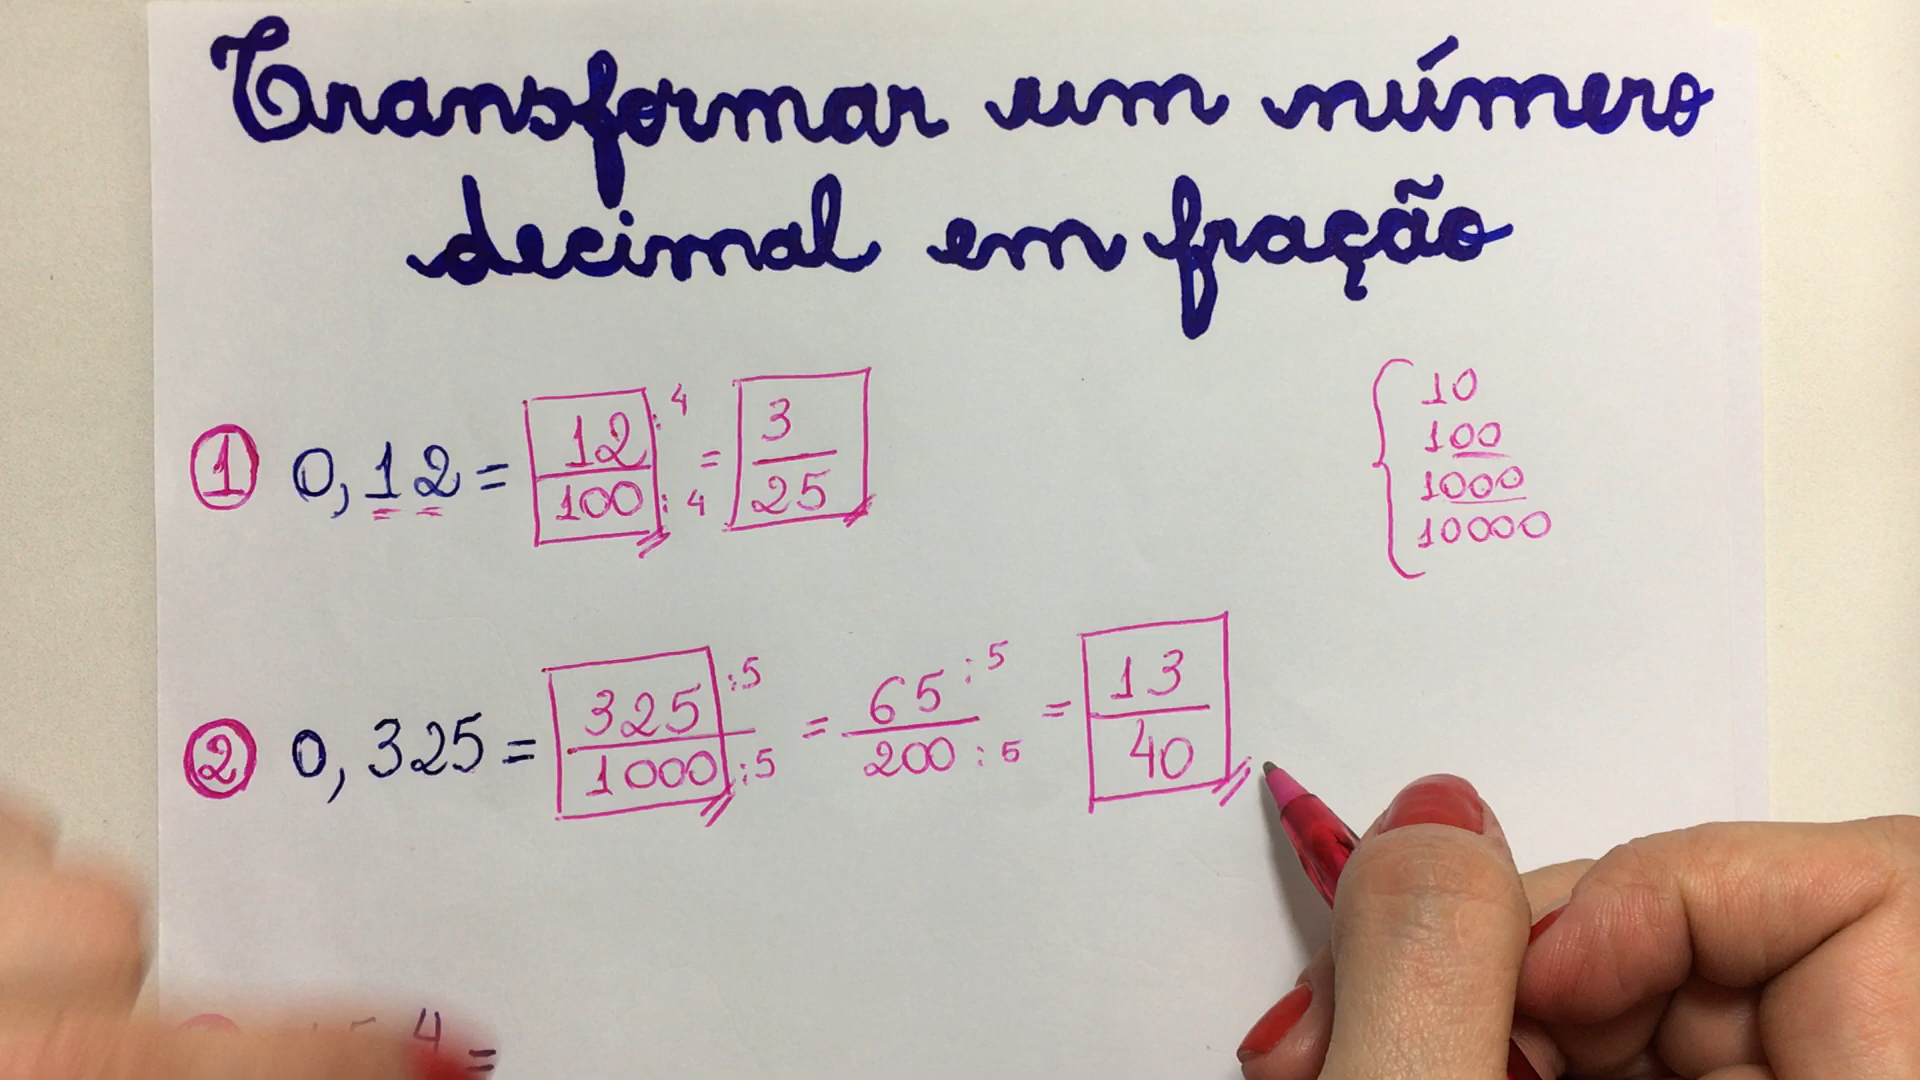 Transformar um número
decimal em fração
1 0,12 = 12/100 :4 :4 = 3/25
10
100
1000
10000
2 0,325 = 325/1000 :5 :5 = 65/200 :5 :5 = 13/40
4 =